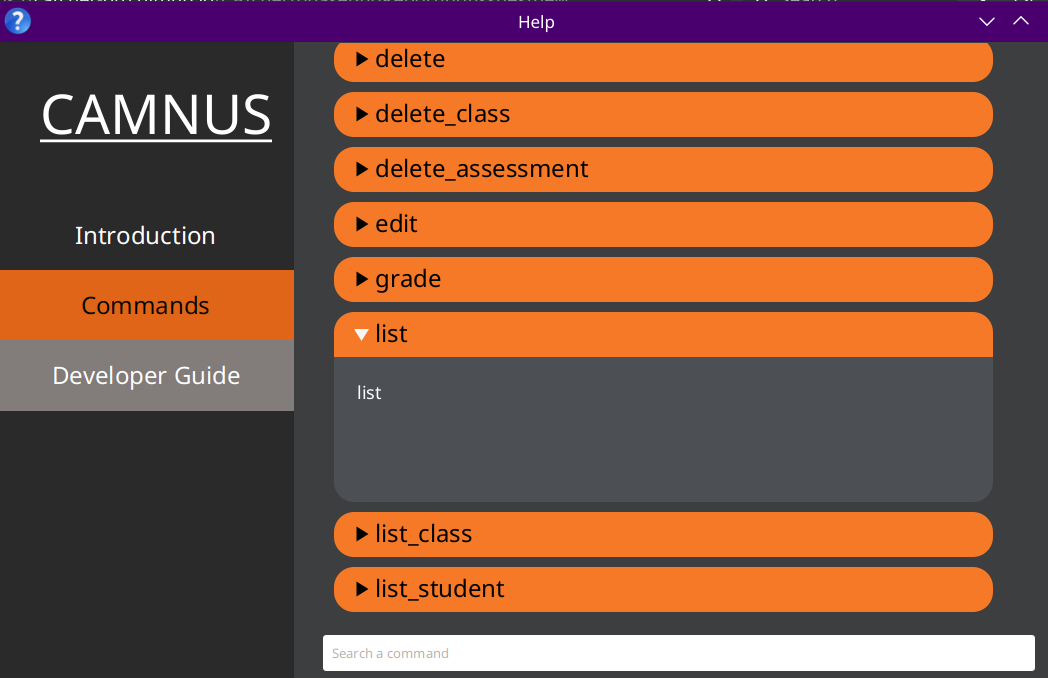 Help
CAMNUS
Introduction
Commands
Developer Guide
delete
delete_class
delete_assessment
edit
grade
list
list
list_class
list_student
Search a command